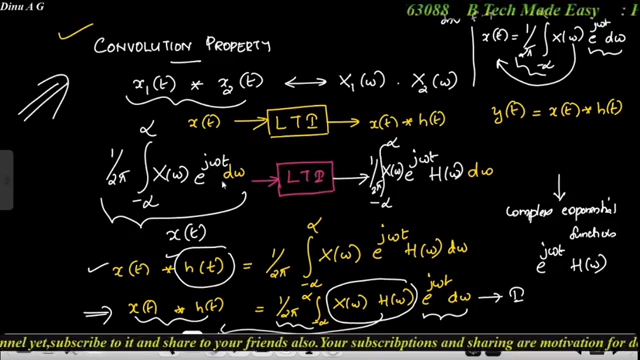 Dinu A G
63088 B Tech Made Easy
CONVOLUTION PROPERTY
x(t) = 1/2π ∫_{-α}^{α} X(ω) e^{jωt} dω
x₁(t) * x₂(t) ⟷ X₁(ω) . X₂(ω)
x(t) → LTI → x(t) * h(t)
y(t) = x(t) * h(t)
1/2π ∫_{-α}^{α} X(ω) e^{jωt} dω → LTI → 1/2π ∫_{-α}^{α} X(ω) e^{jωt} H(ω) dω
x(t)
complex exponential
functions
e^{jωt} H(ω)
x(t) * h(t) = 1/2π ∫_{-α}^{α} X(ω) e^{jωt} H(ω) dω
⇒ x(t) * h(t) = 1/2π ∫_{-α}^{α} X(ω) H(ω) e^{jωt} dω → I
nnel yet,subscribe to it and share to your friends also.Your subscribptions and sharing are motivation for do